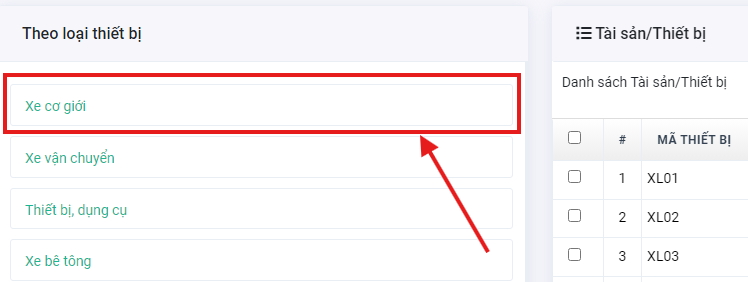 Theo loại thiết bị
Xe cơ giới
Xe vận chuyển
Thiết bị, dụng cụ
Xe bê tông
Tài sản/Thiết bị
Danh sách Tài sản/Thiết bị
# MÃ THIẾT BỊ
1 XL01
2 XL02
3 XL03